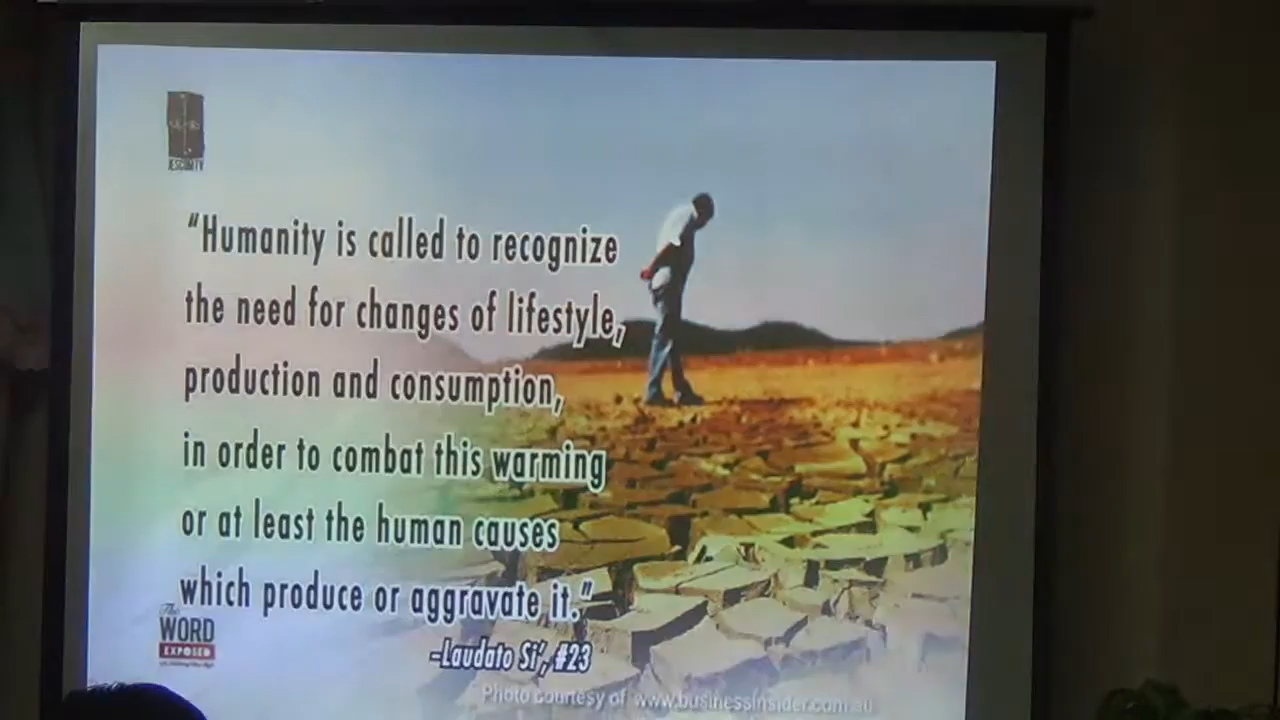 JESCOM TV
“Humanity is called to recognize
the need for changes of lifestyle,
production and consumption,
in order to combat this warming
or at least the human causes
which produce or aggravate it.”
The
WORD
EXPOSED
-Laudato Si’, #23
Photo courtesy of www.businessinsider.com.au